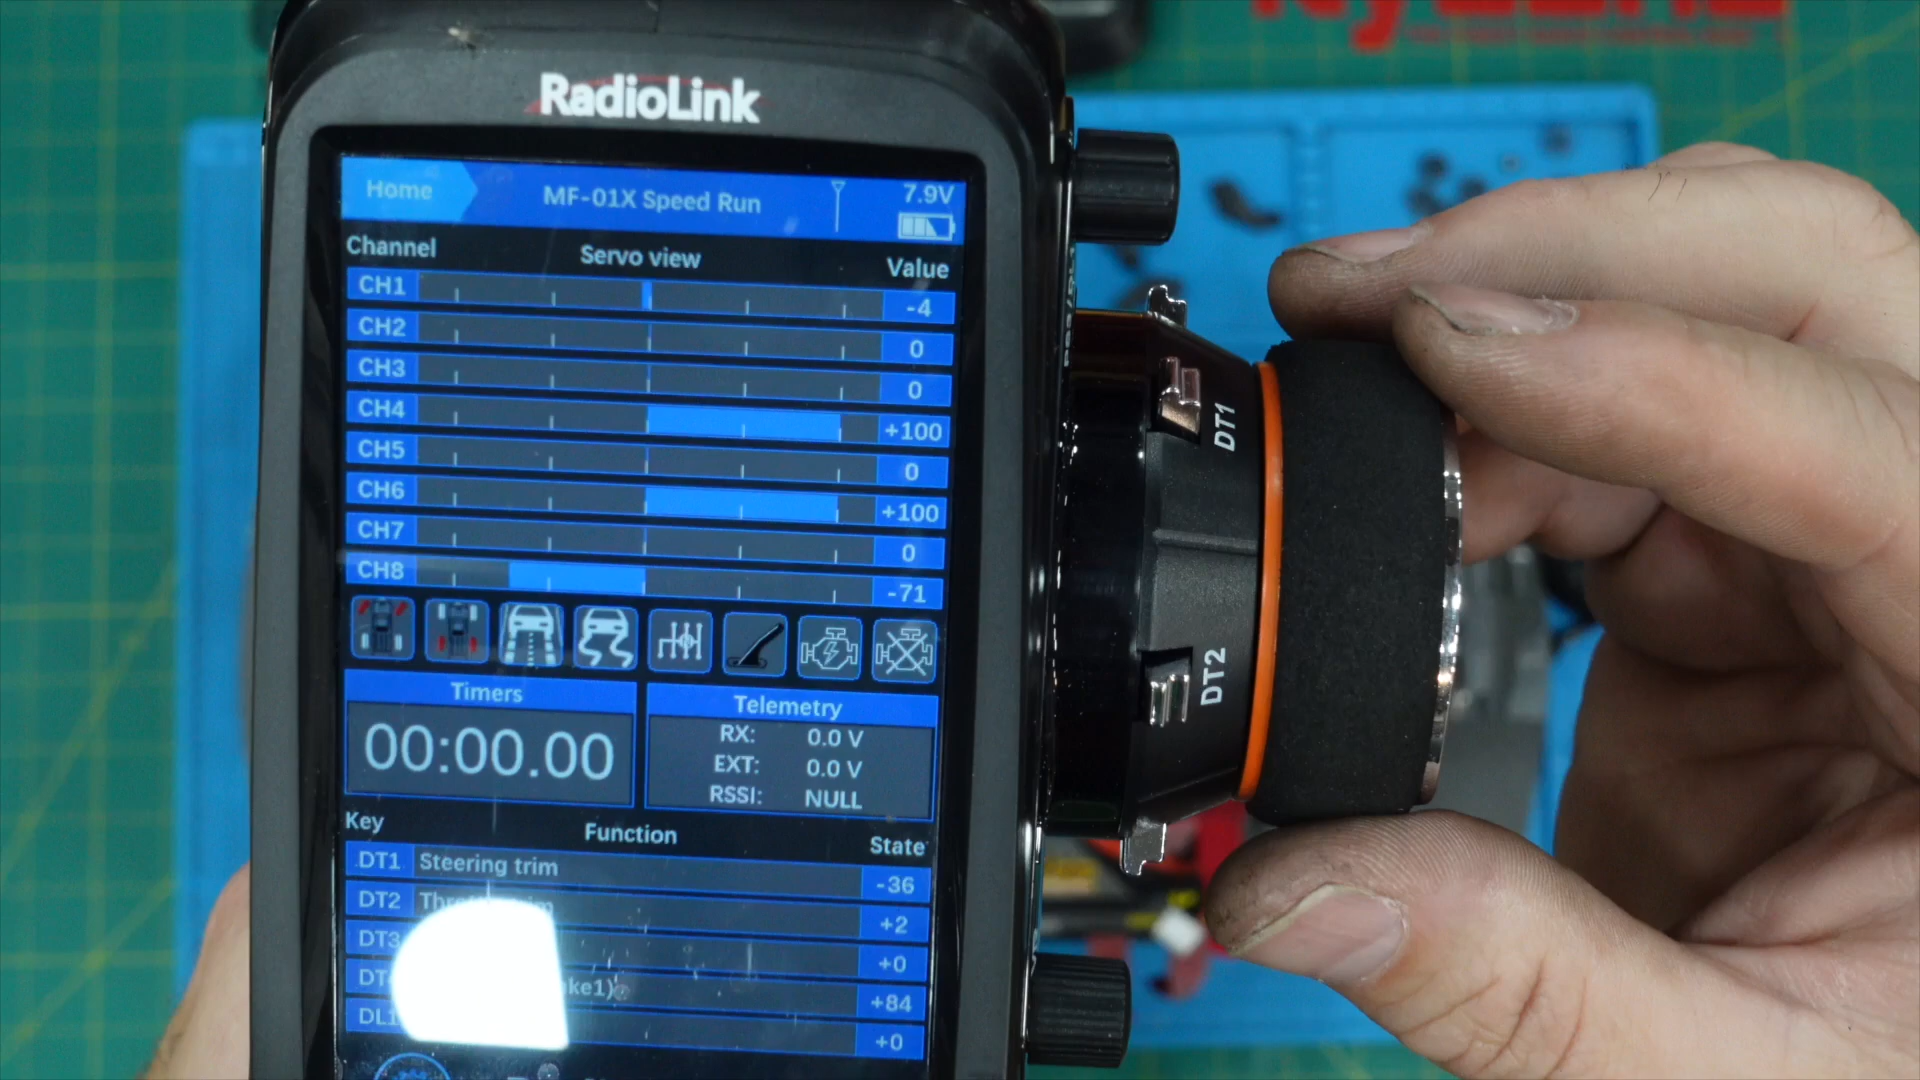 RadioLink
Home MF-01X Speed Run 7.9V
Channel Servo view Value
CH1 -4
CH2 0
CH3 0
CH4 +100
CH5 0
CH6 +100
CH7 0
CH8 -71
Timers Telemetry
00:00.00
RX: 0.0 V
EXT: 0.0 V
RSSI: NULL
Key Function State
DT1 Steering trim -36
DT2 +2
DT3 +0
+84
DL1 +0
DT1
DT2